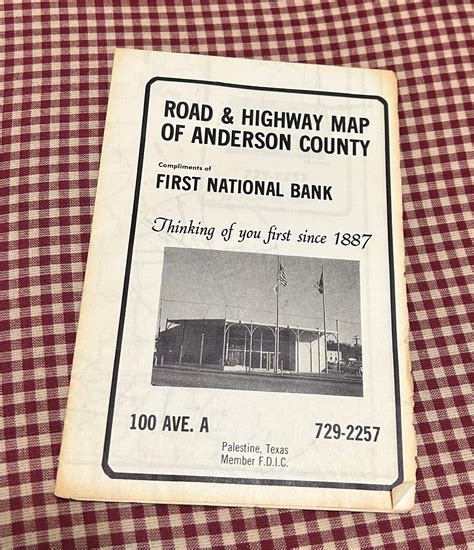 ROAD & HIGHWAY MAP
OF ANDERSON COUNTY
Compliments of
FIRST NATIONAL BANK
Thinking of you first since 1887
100 AVE. A
729-2257
Palestine, Texas
Member F.D.I.C.